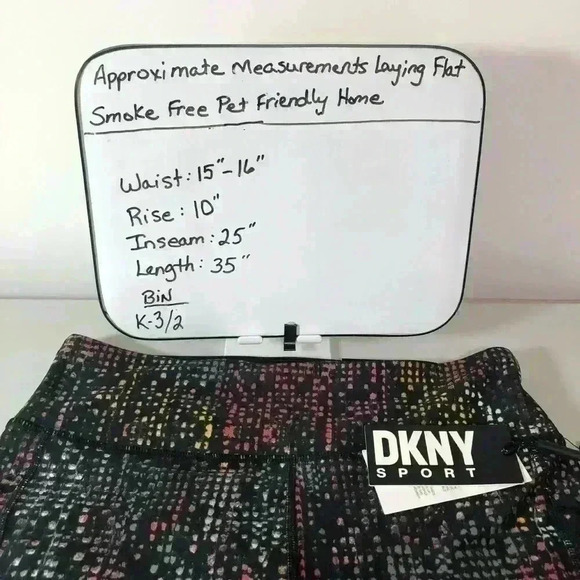 Approximate Measurements Laying Flat
Smoke Free Pet Friendly Home
Waist: 15"-16"
Rise: 10"
Inseam: 25"
Length: 35"
BIN
K-3/2
DKNY
SPORT